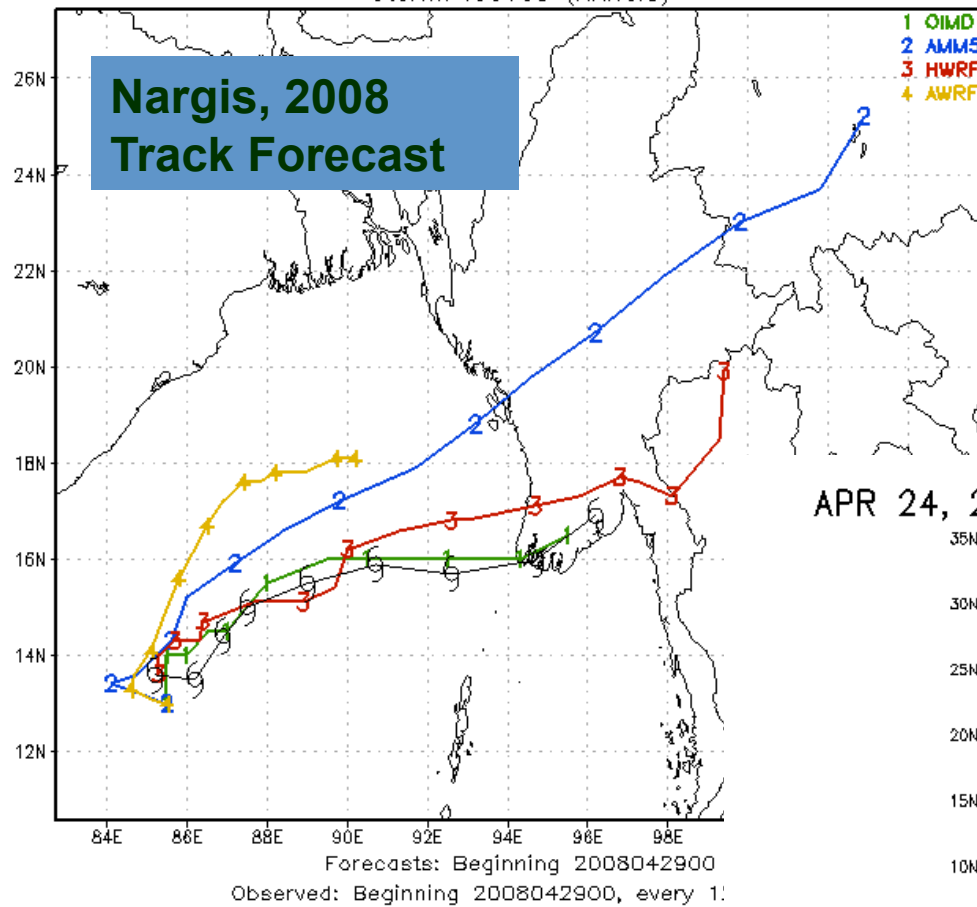 1 OIMD
2 AMM5
3 HWRF
4 AWRF
Nargis, 2008
Track Forecast
26N
24N
22N
20N
18N
16N
14N
12N
84E 86E 88E 90E 92E 94E 96E 98E
Forecasts: Beginning 2008042900
Observed: Beginning 2008042900, every
APR 24,
35N
30N
25N
20N
15N
10N